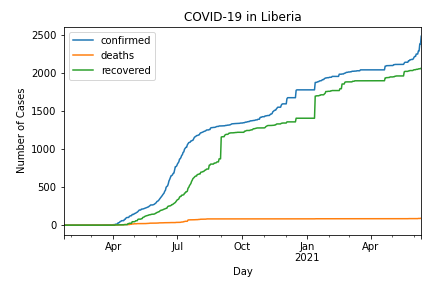 COVID-19 in Liberia
confirmed
deaths
recovered
Number of Cases
2500
2000
1500
1000
500
0
Apr
Jul
Oct
Jan
2021
Apr
Day